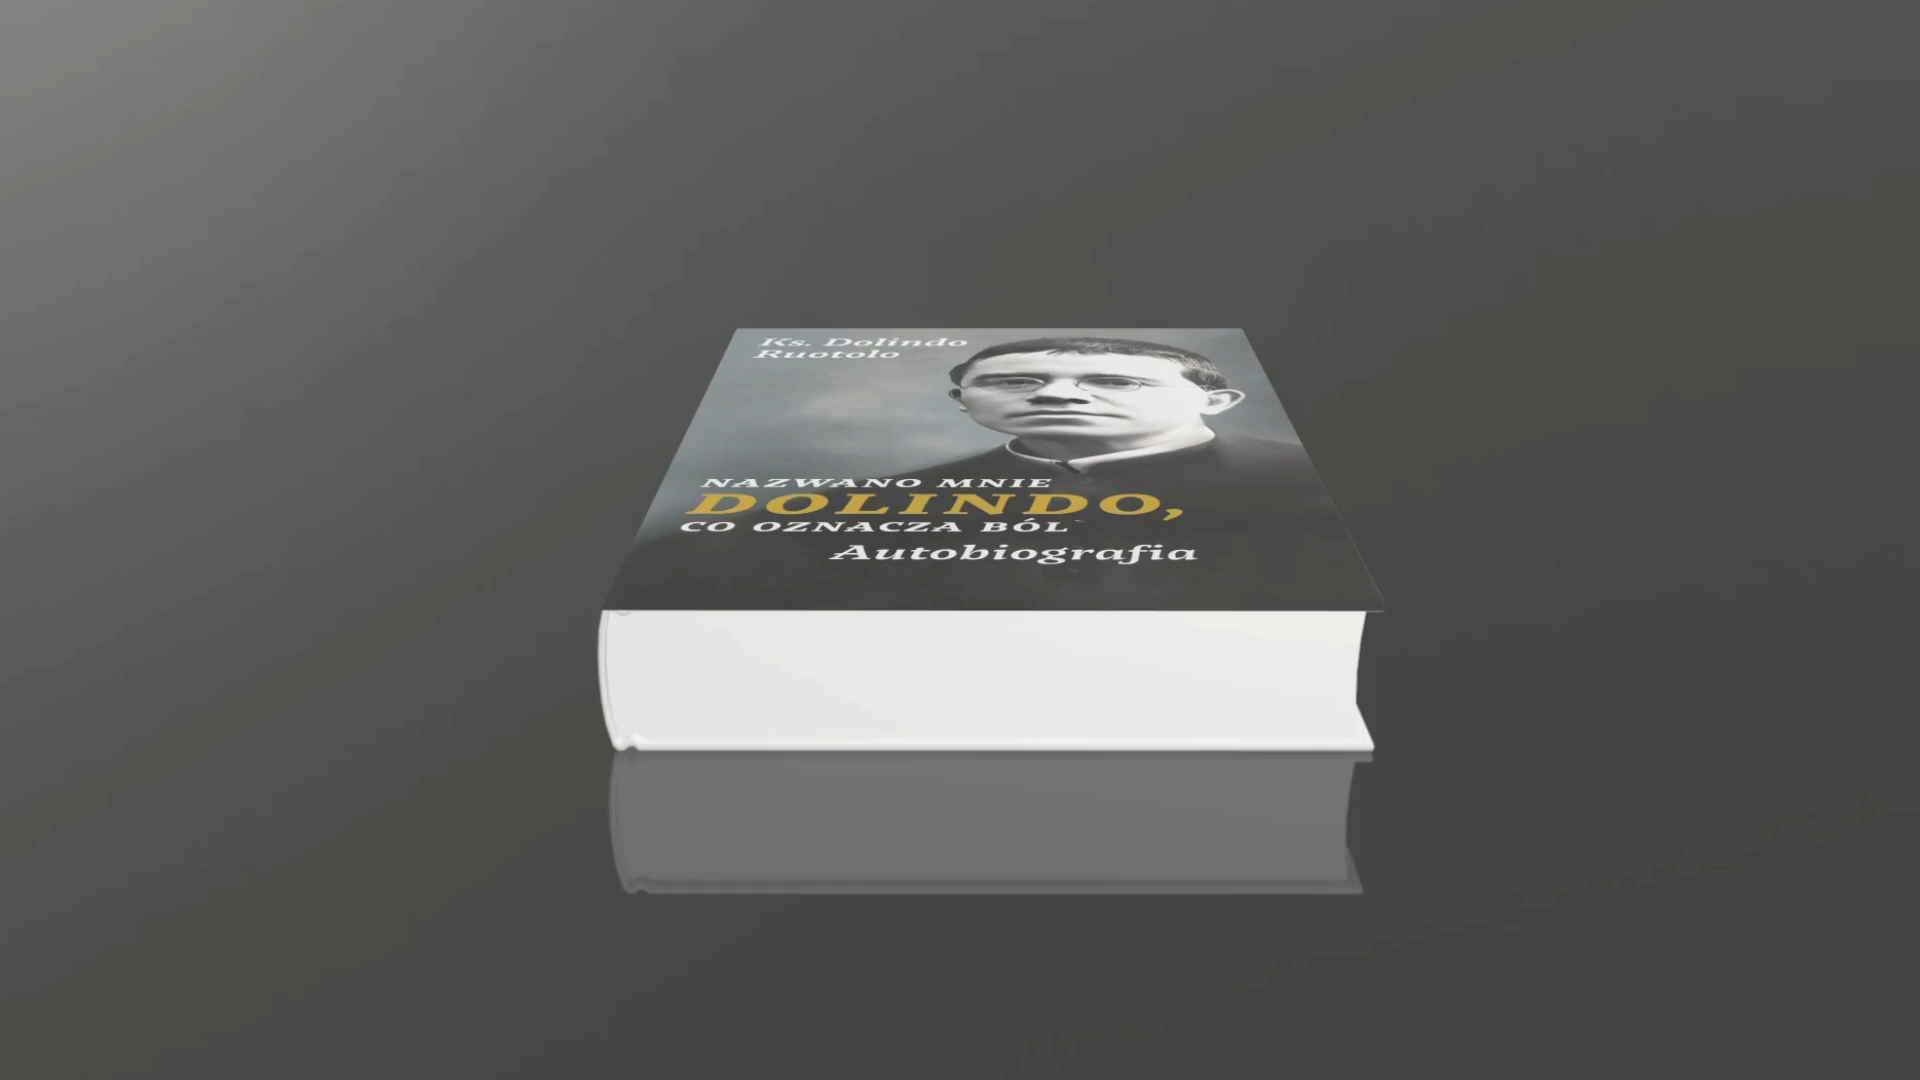 Ks. Dolindo
Ruotolo
NAZWANO MNIE
DOLINDO,
CO OZNACZA BÓL
Autobiografia